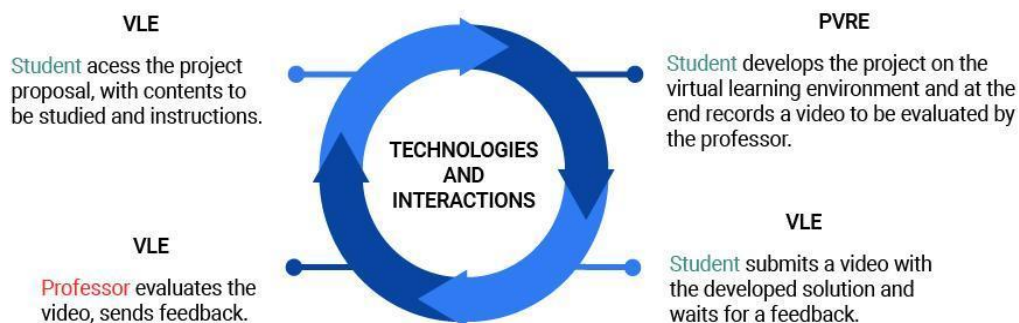 VLE
Student acess the project
proposal, with contents to
be studied and instructions.
PVRE
Student develops the project on the
virtual learning environment and at the
end records a video to be evaluated by
the professor.
TECHNOLOGIES
AND
INTERACTIONS
VLE
Student submits a video with
the developed solution and
waits for a feedback.
VLE
Professor evaluates the
video, sends feedback.